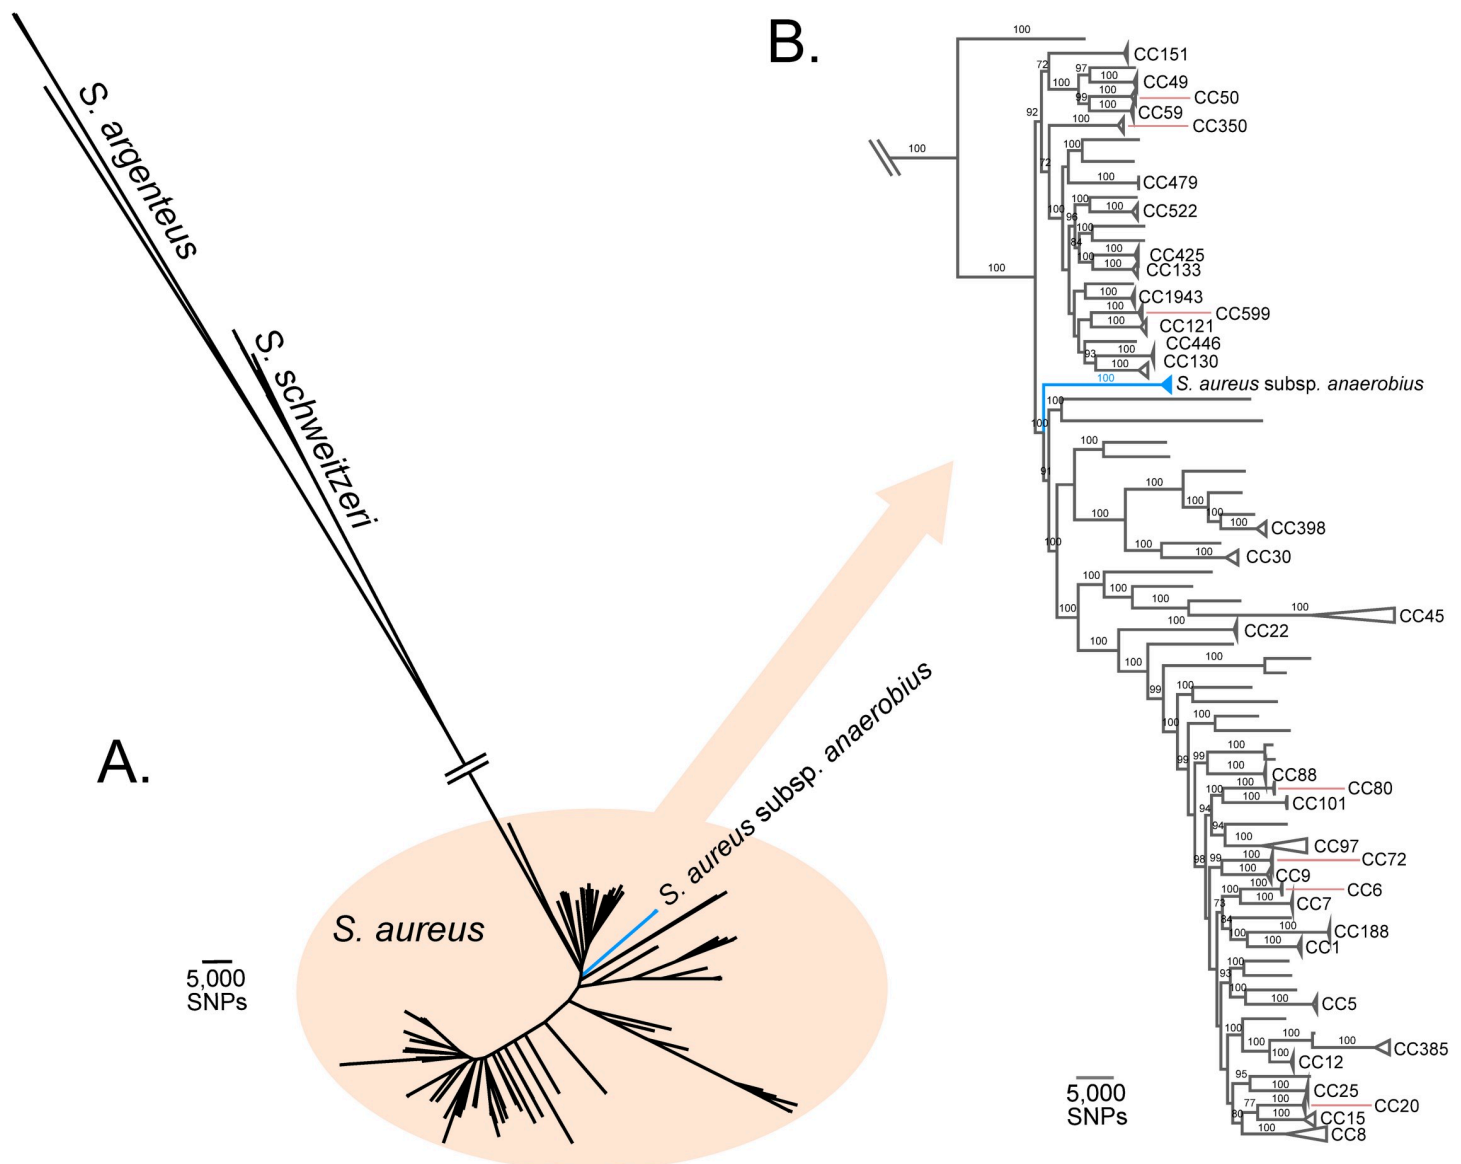 A.
S. argenteus
S. schweitzeri
S. aureus
S. aureus subsp. anaerobius
5,000
SNPs
B.
100
CC151
72
97
100
CC49
100
100
CC50
99
100
CC59
92
100
CC350
100
72
100
100
CC479
100
100
CC522
100
96
100
84
100
CC425
100
100
CC133
100
CC1943
100
CC599
100
CC121
CC446
93
100
CC130
100
100
S. aureus subsp. anaerobius
100
100
100
91
100
100
100
100
100
100
CC398
100
100
100
CC30
100
100
100
100
100
CC45
100
100
CC22
100
100
100
99
100
100
100
100
99
99
CC88
100
100
CC80
100
CC101
94
94
100
CC97
100
CC72
98
99
100
CC9
100
100
CC6
100
CC7
73
84
CC188
100
100
100
CC1
100
93
100
100
CC5
100
100
100
100
CC385
CC12
95
100
CC25
100
CC20
77
100
CC15
80
100
CC8
5,000
SNPs